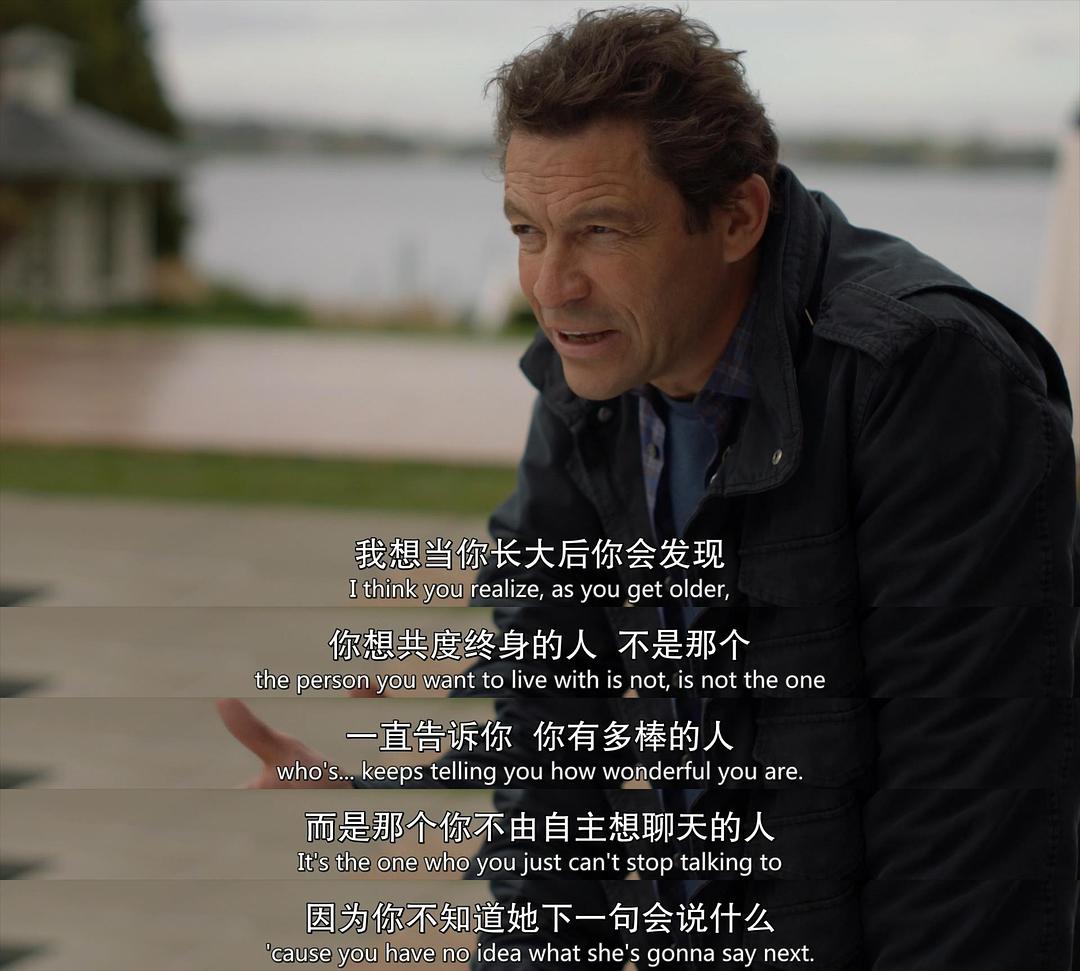 我想当你长大后你会发现
I think you realize, as you get older,
你想共度终身的人 不是那个
the person you want to live with is not, is not the one
一直告诉你 你有多棒的人
who's... keeps telling you how wonderful you are.
而是那个你不由自主想聊天的人
It's the one who you just can't stop talking to
因为你不知道她下一句会说什么
'cause you have no idea what she's gonna say next.